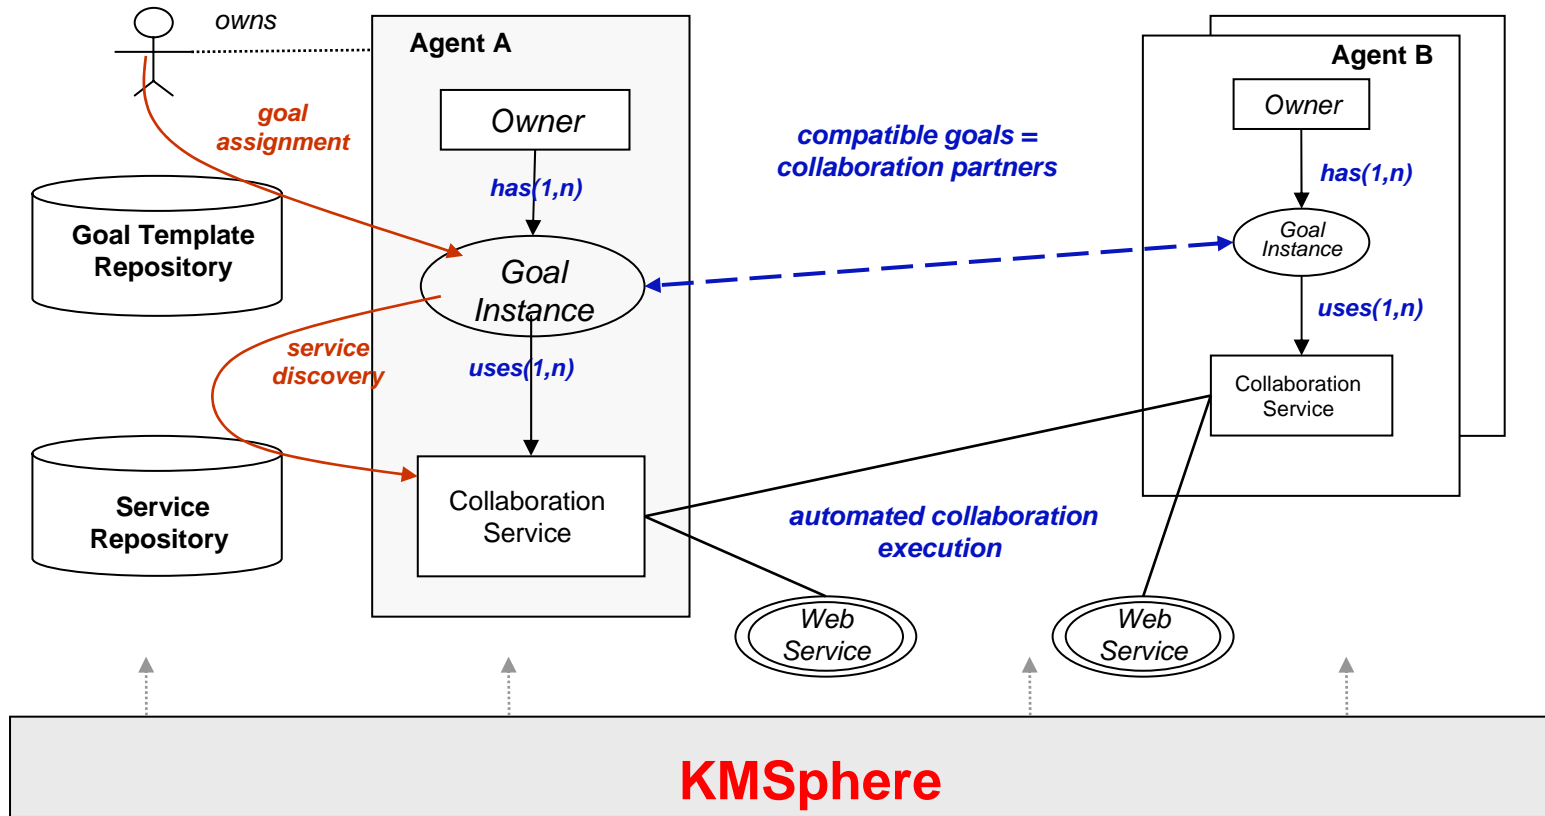 owns
Agent A
Owner
goal
assignment
has(1,n)
Goal Template
Repository
Goal
Instance
service
discovery
uses(1,n)
Service
Repository
Collaboration
Service
compatible goals =
collaboration partners
Agent B
Owner
has(1,n)
Goal
Instance
uses(1,n)
Collaboration
Service
automated collaboration
execution
Web
Service
Web
Service
KMSphere